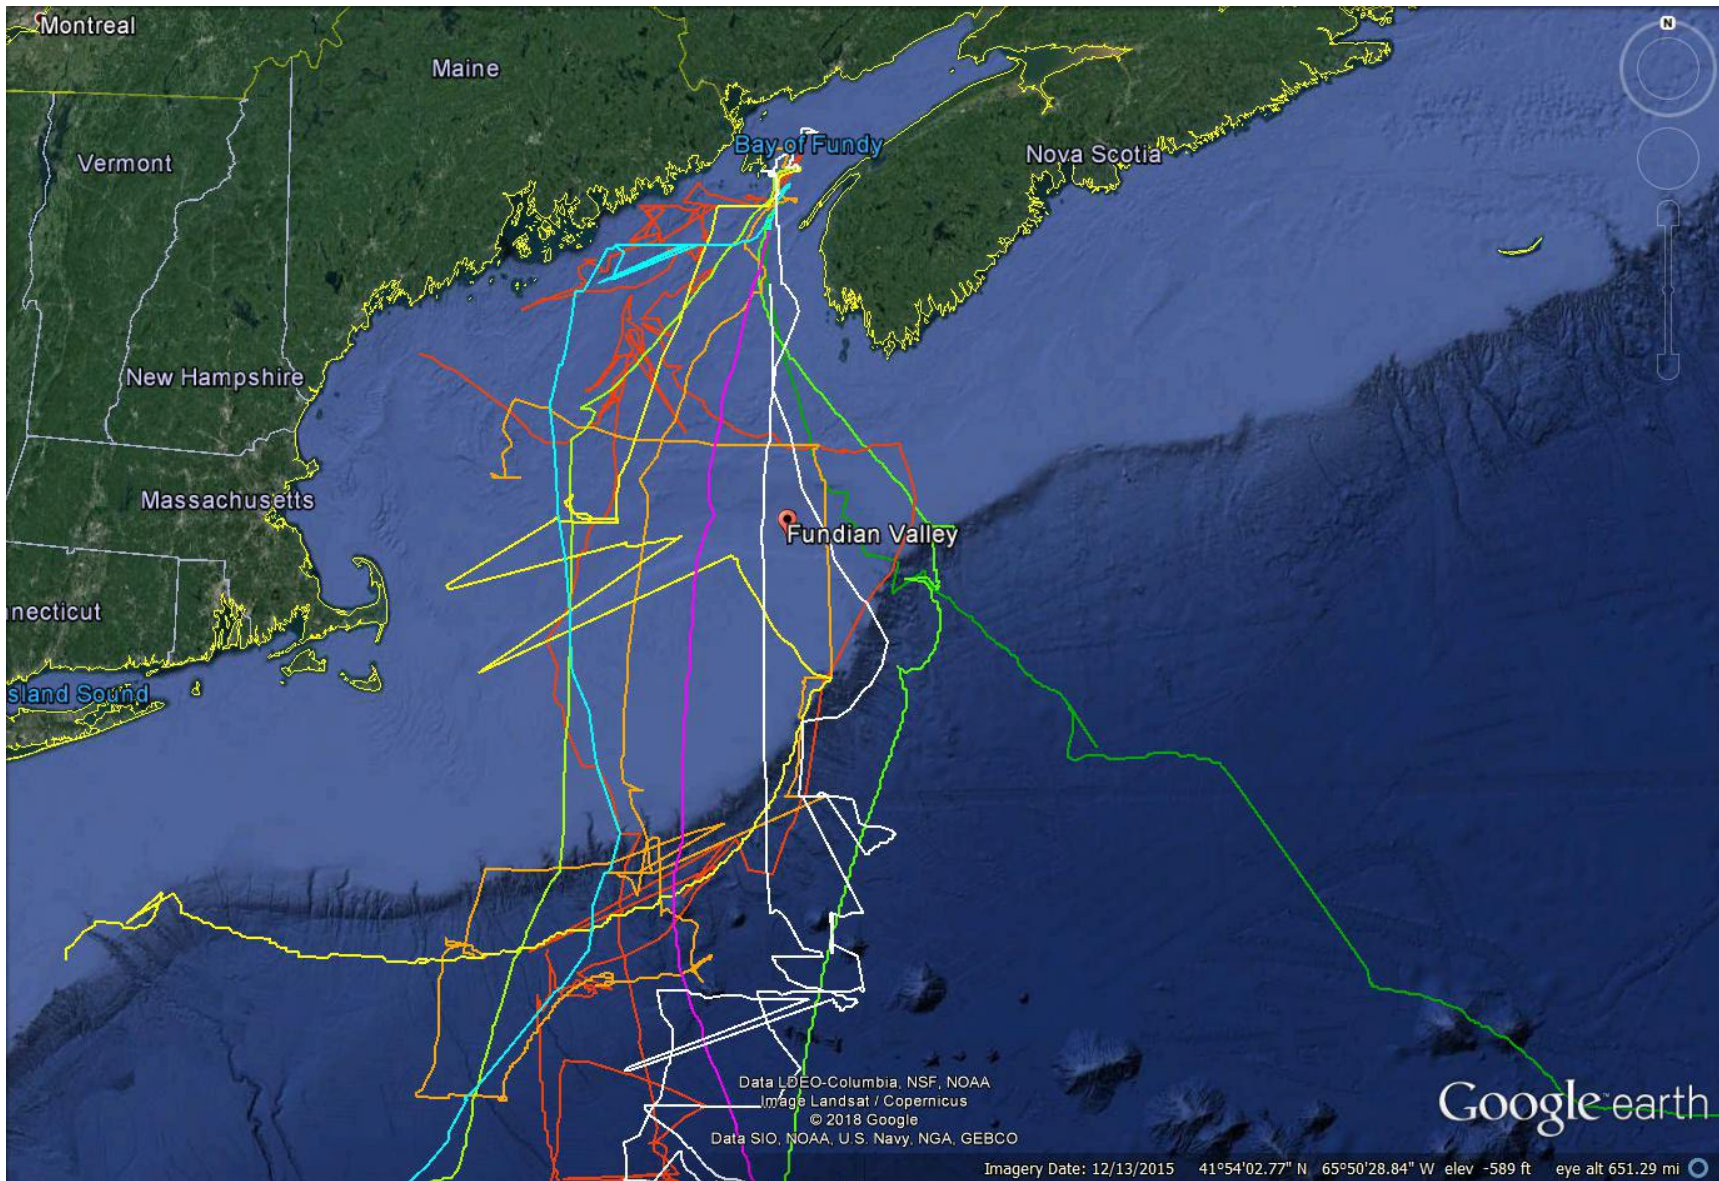 Montreal
Maine
Bay of Fundy
Nova Scotia
Vermont
New Hampshire
Massachusetts
Fundian Valley
nnecticut
sland Sound
N
Data LDEO-Columbia, NSF, NOAA
Image Landsat / Copernicus
© 2018 Google
Data SIO, NOAA, U.S. Navy, NGA, GEBCO
Google earth
Imagery Date: 12/13/2015 41°54'02.77" N 65°50'28.84" W elev -589 ft eye alt 651.29 mi